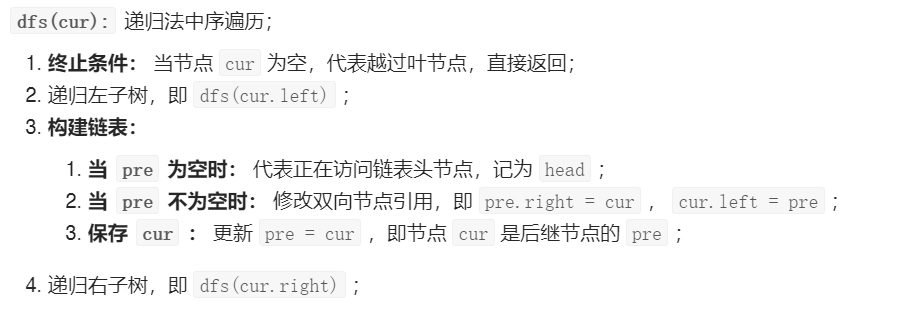 dfs(cur): 递归法中序遍历；
1. 终止条件： 当节点 cur 为空，代表越过叶节点，直接返回；
2. 递归左子树，即 dfs(cur.left) ；
3. 构建链表：
1. 当 pre 为空时： 代表正在访问链表头节点，记为 head ；
2. 当 pre 不为空时： 修改双向节点引用，即 pre.right = cur ， cur.left = pre ；
3. 保存 cur ： 更新 pre = cur ，即节点 cur 是后继节点的 pre ；
4. 递归右子树，即 dfs(cur.right) ；